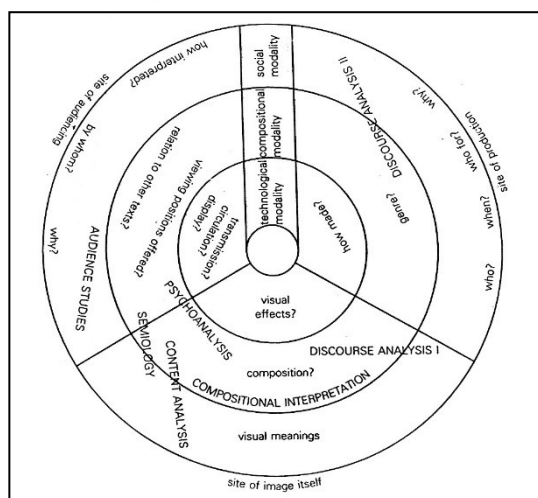 social
modality
compositional
modality
technological
modality
how interpreted?
site of audiencing
by whom?
why?
AUDIENCE STUDIES
relation to other texts?
viewing positions offered?
transmission?
circulation?
display?
DISCOURSE ANALYSIS II
why?
who for?
site of production
when?
who?
genre?
how made?
visual
effects?
PSYCHOANALYSIS
SEMIOLOGY
CONTENT ANALYSIS
DISCOURSE ANALYSIS I
composition?
COMPOSITIONAL INTERPRETATION
visual meanings
site of image itself